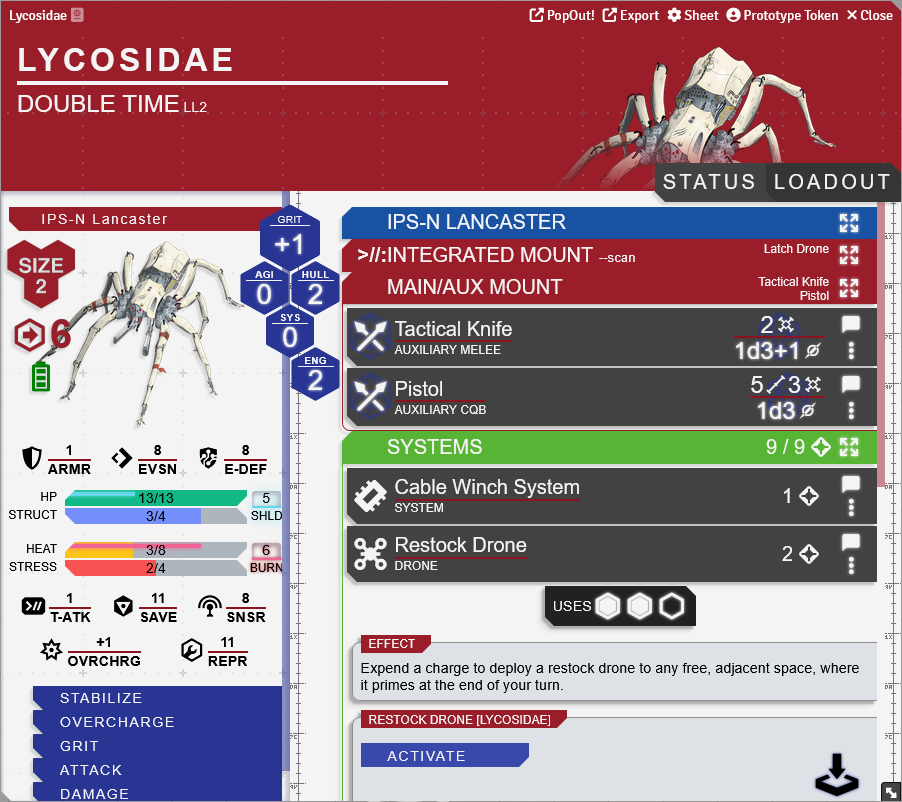 Lycosidae
PopOut! Export Sheet Prototype Token Close
LYCOSIDAE
DOUBLE TIME LL2
STATUS LOADOUT
IPS-N Lancaster
SIZE
2
6
GRIT
+1
AGI
0
HULL
2
SYS
0
ENG
2
1
ARMR
8
EVSN
8
E-DEF
HP 13/13 5
STRUCT 3/4 SHLD
HEAT 3/8 6
STRESS 2/4 BURN
1
T-ATK
11
SAVE
8
SNSR
+1
OVRCHRG
11
REPR
STABILIZE
OVERCHARGE
GRIT
ATTACK
DAMAGE
IPS-N LANCASTER
>//:INTEGRATED MOUNT --scan Latch Drone
MAIN/AUX MOUNT Tactical Knife
Pistol
Tactical Knife 2
AUXILIARY MELEE 1d3+1
Pistol 5 3
AUXILIARY CQB 1d3
SYSTEMS 9 / 9
Cable Winch System 1
SYSTEM
Restock Drone 2
DRONE
USES
EFFECT
Expend a charge to deploy a restock drone to any free, adjacent space, where
it primes at the end of your turn.
RESTOCK DRONE [LYCOSIDAE]
ACTIVATE